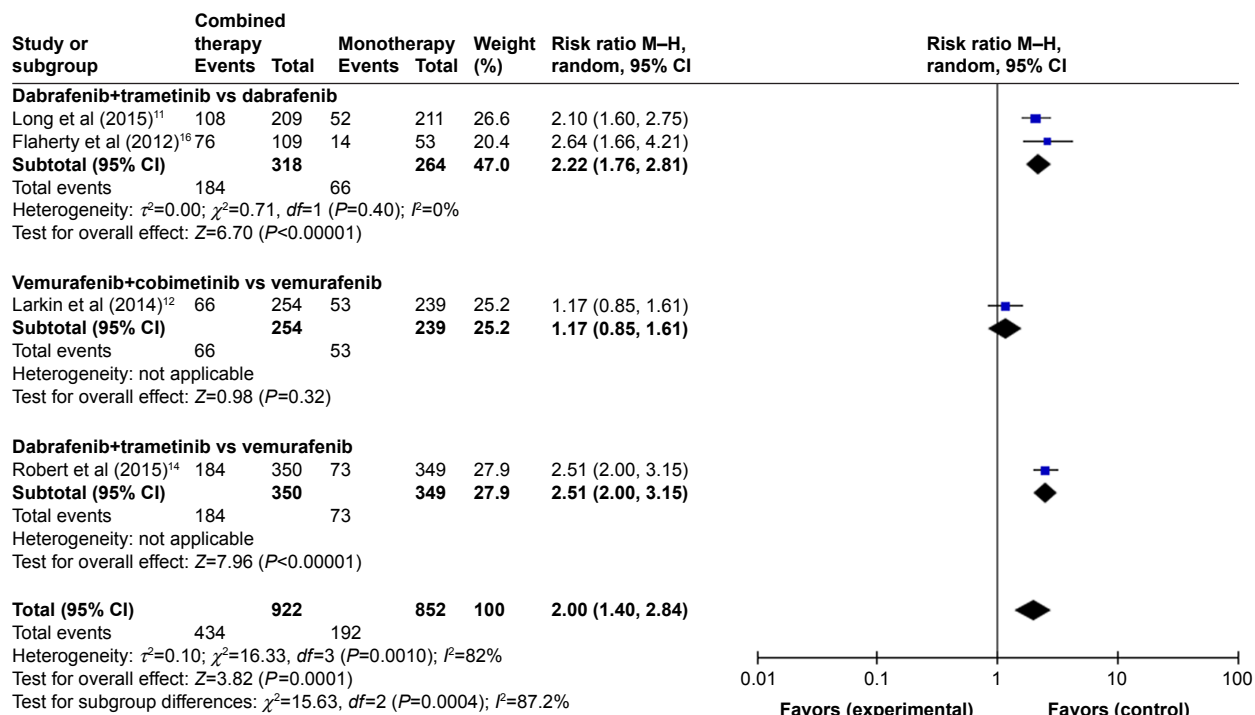 Study or subgroup Combined therapy Monotherapy Weight (%) Risk ratio M–H, random, 95% CI Risk ratio M–H, random, 95% CI
Events Total Events Total
Dabrafenib+trametinib vs dabrafenib
Long et al (2015)¹¹ 108 209 52 211 26.6 2.10 (1.60, 2.75)
Flaherty et al (2012)¹⁶ 76 109 14 53 20.4 2.64 (1.66, 4.21)
Subtotal (95% CI) 318 264 47.0 2.22 (1.76, 2.81)
Total events 184 66
Heterogeneity: τ²=0.00; χ²=0.71, df=1 (P=0.40); I²=0%
Test for overall effect: Z=6.70 (P<0.00001)
Vemurafenib+cobimetinib vs vemurafenib
Larkin et al (2014)¹² 66 254 53 239 25.2 1.17 (0.85, 1.61)
Subtotal (95% CI) 254 239 25.2 1.17 (0.85, 1.61)
Total events 66 53
Heterogeneity: not applicable
Test for overall effect: Z=0.98 (P=0.32)
Dabrafenib+trametinib vs vemurafenib
Robert et al (2015)¹⁴ 184 350 73 349 27.9 2.51 (2.00, 3.15)
Subtotal (95% CI) 350 349 27.9 2.51 (2.00, 3.15)
Total events 184 73
Heterogeneity: not applicable
Test for overall effect: Z=7.96 (P<0.00001)
Total (95% CI) 922 852 100 2.00 (1.40, 2.84)
Total events 434 192
Heterogeneity: τ²=0.10; χ²=16.33, df=3 (P=0.0010); I²=82%
Test for overall effect: Z=3.82 (P=0.0001)
Test for subgroup differences: χ²=15.63, df=2 (P=0.0004); I²=87.2%
0.01 0.1 1 10 100
Favors (experimental) Favors (control)